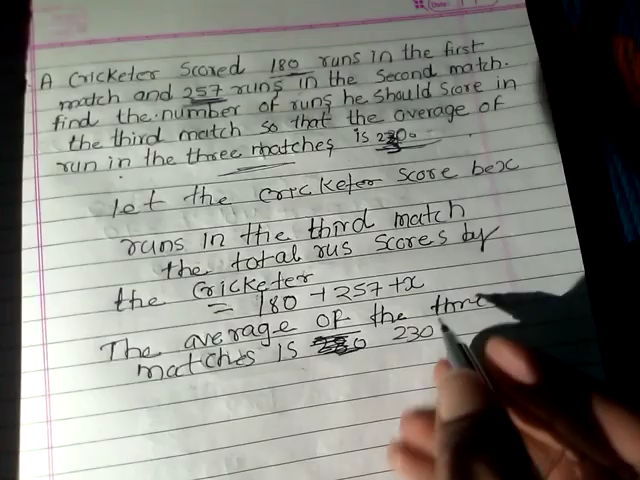 A Cricketer Scored 180 runs in the first
match and 257 runs in the Second match.
find the number of runs he should score in
the third match so that the average of
run in the three matches is 230.
let the cricketer score be x
runs in the third match
the total rus scores by
the Cricketer
= 180 + 257 + x
The average of the three
matches is 230